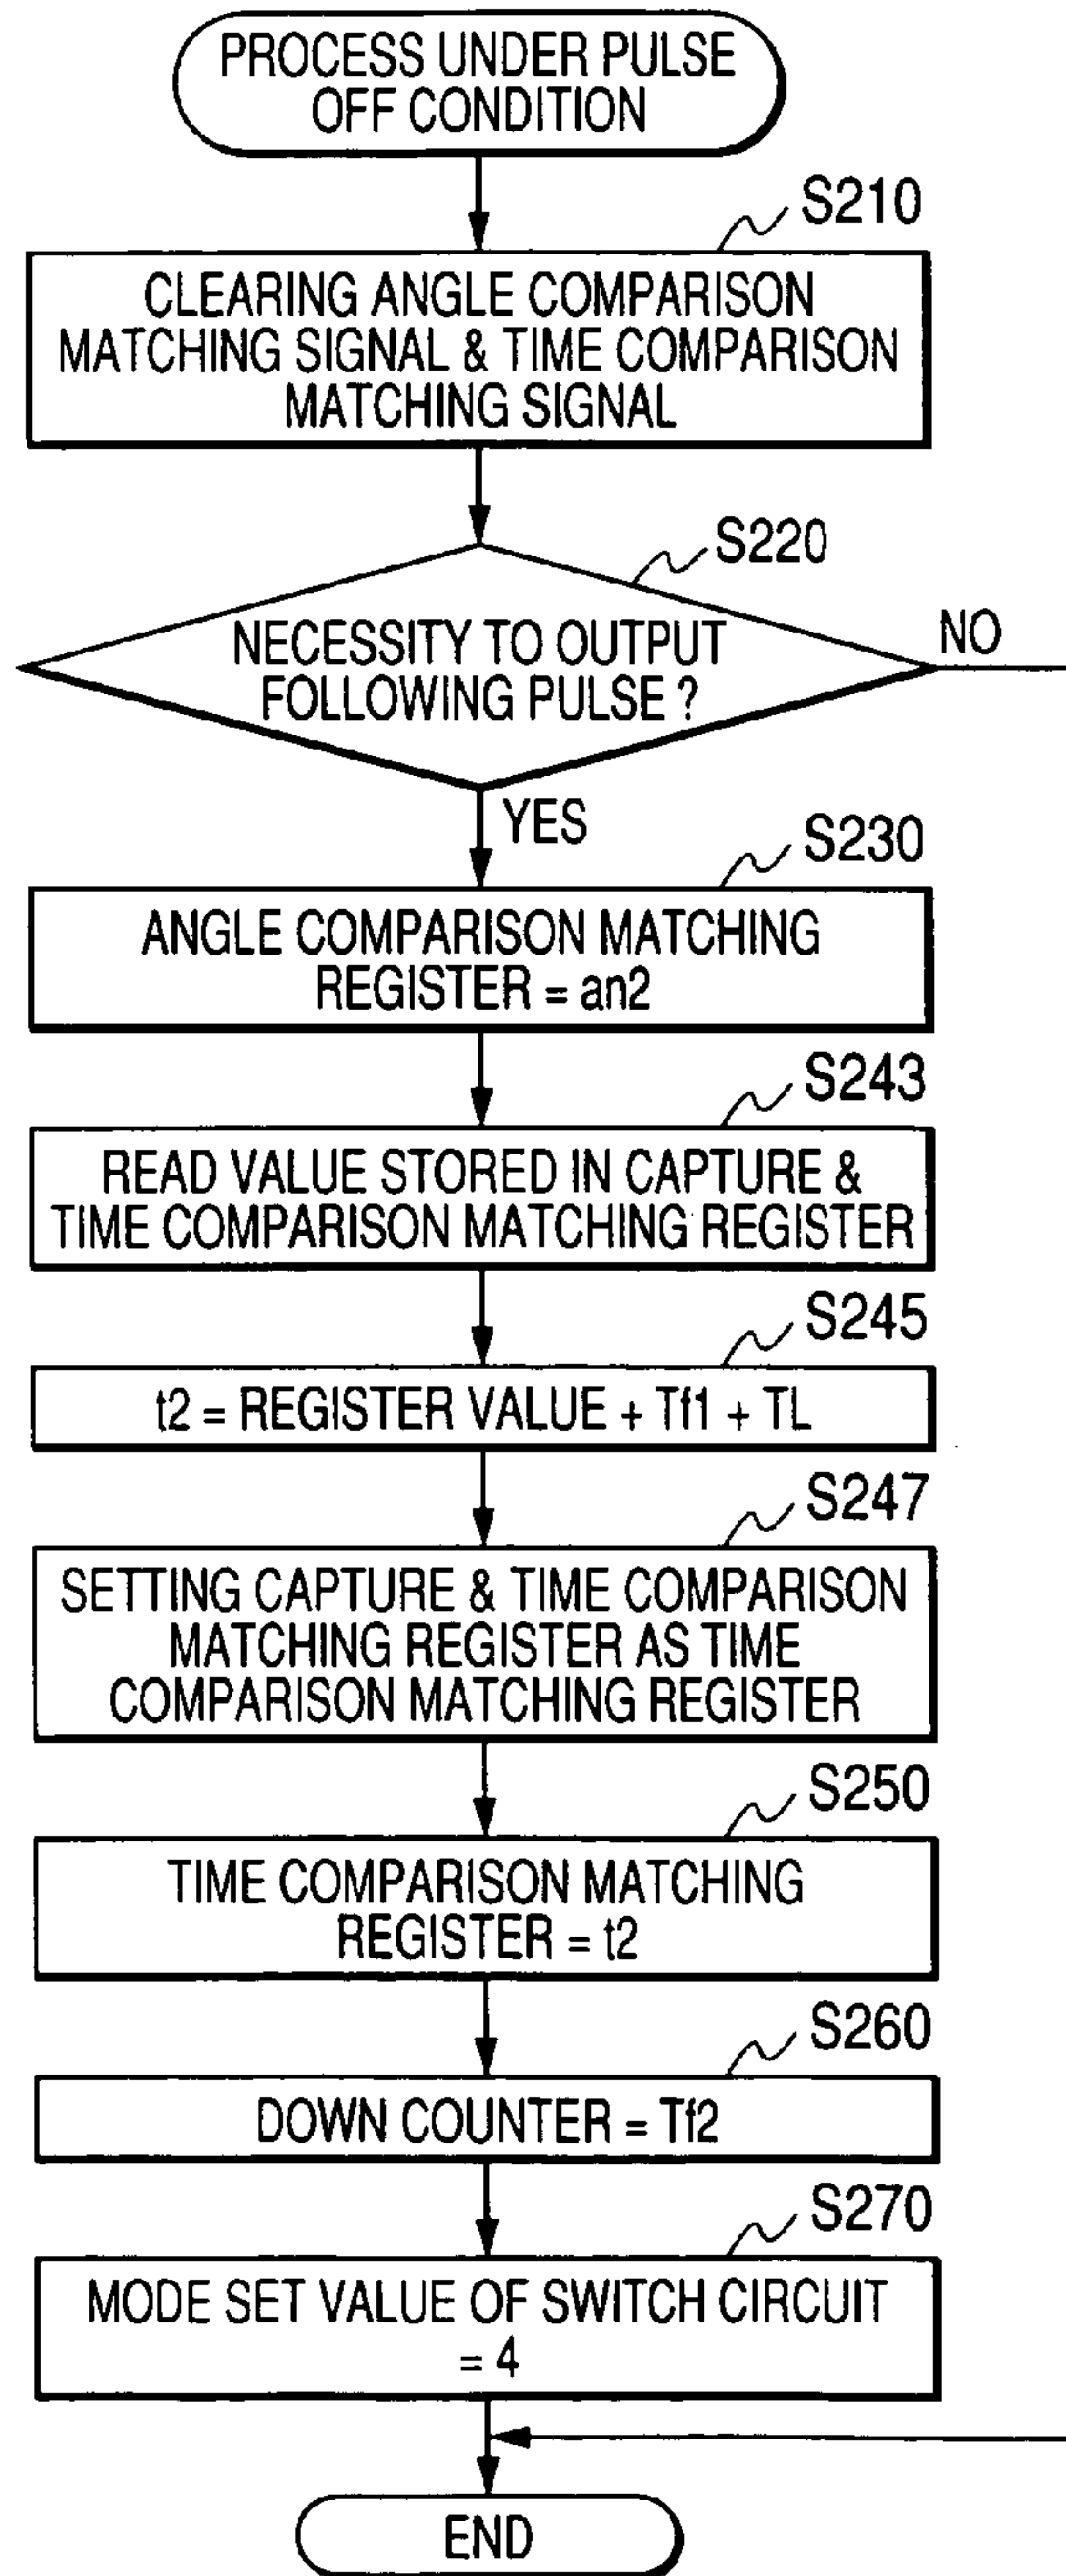 PROCESS UNDER PULSE
OFF CONDITION
S210
CLEARING ANGLE COMPARISON
MATCHING SIGNAL & TIME COMPARISON
MATCHING SIGNAL
S220
NECESSITY TO OUTPUT
FOLLOWING PULSE ?
NO
YES
S230
ANGLE COMPARISON MATCHING
REGISTER = an2
S243
READ VALUE STORED IN CAPTURE &
TIME COMPARISON MATCHING REGISTER
S245
t2 = REGISTER VALUE + Tf1 + TL
S247
SETTING CAPTURE & TIME COMPARISON
MATCHING REGISTER AS TIME
COMPARISON MATCHING REGISTER
S250
TIME COMPARISON MATCHING
REGISTER = t2
S260
DOWN COUNTER = Tf2
S270
MODE SET VALUE OF SWITCH CIRCUIT
= 4
END